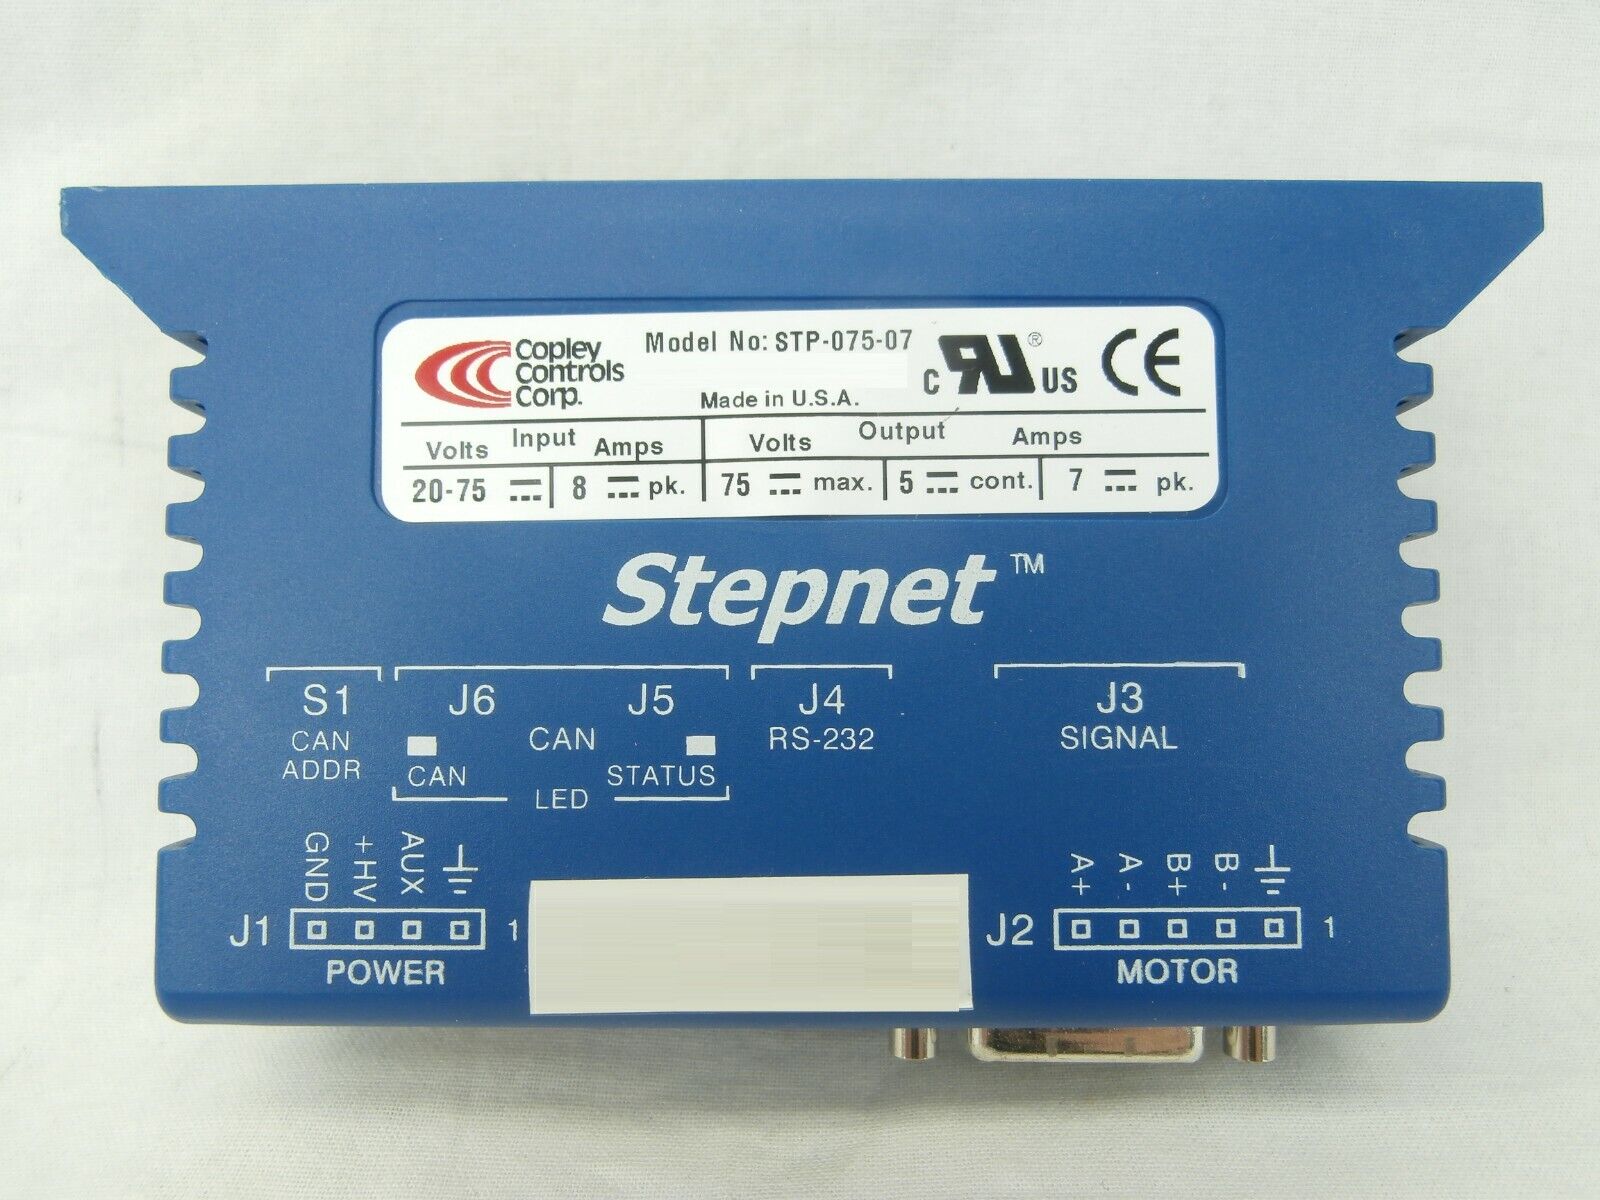 Copley Controls Corp.
Model No: STP-075-07
Made in U.S.A.
C UR ® US CE
Input Output
Volts Amps Volts Amps
20-75 8 pk. 75 max. 5 cont. 7 pk.
Stepnet™
S1 J6 J5 J4 J3
CAN ADDR CAN RS-232 SIGNAL
CAN STATUS
LED
GND +HV AUX
A+ A- B+ B-
J1 1 J2 1
POWER MOTOR